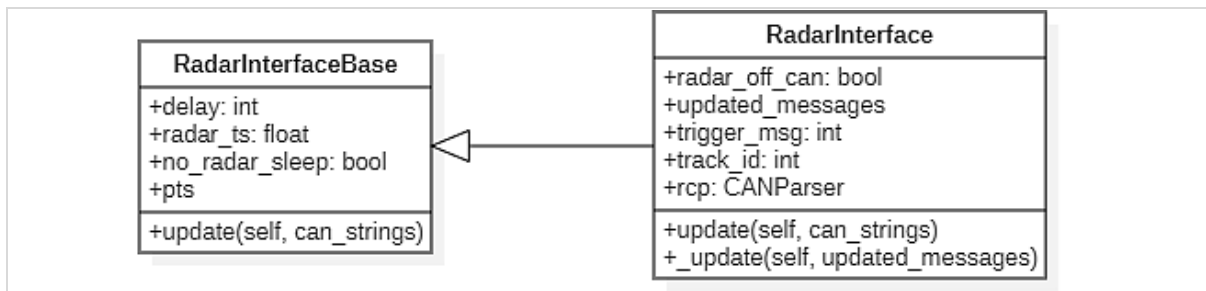 RadarInterfaceBase
+delay: int
+radar_ts: float
+no_radar_sleep: bool
+pts
+update(self, can_strings)
RadarInterface
+radar_off_can: bool
+updated_messages
+trigger_msg: int
+track_id: int
+rcp: CANParser
+update(self, can_strings)
+_update(self, updated_messages)